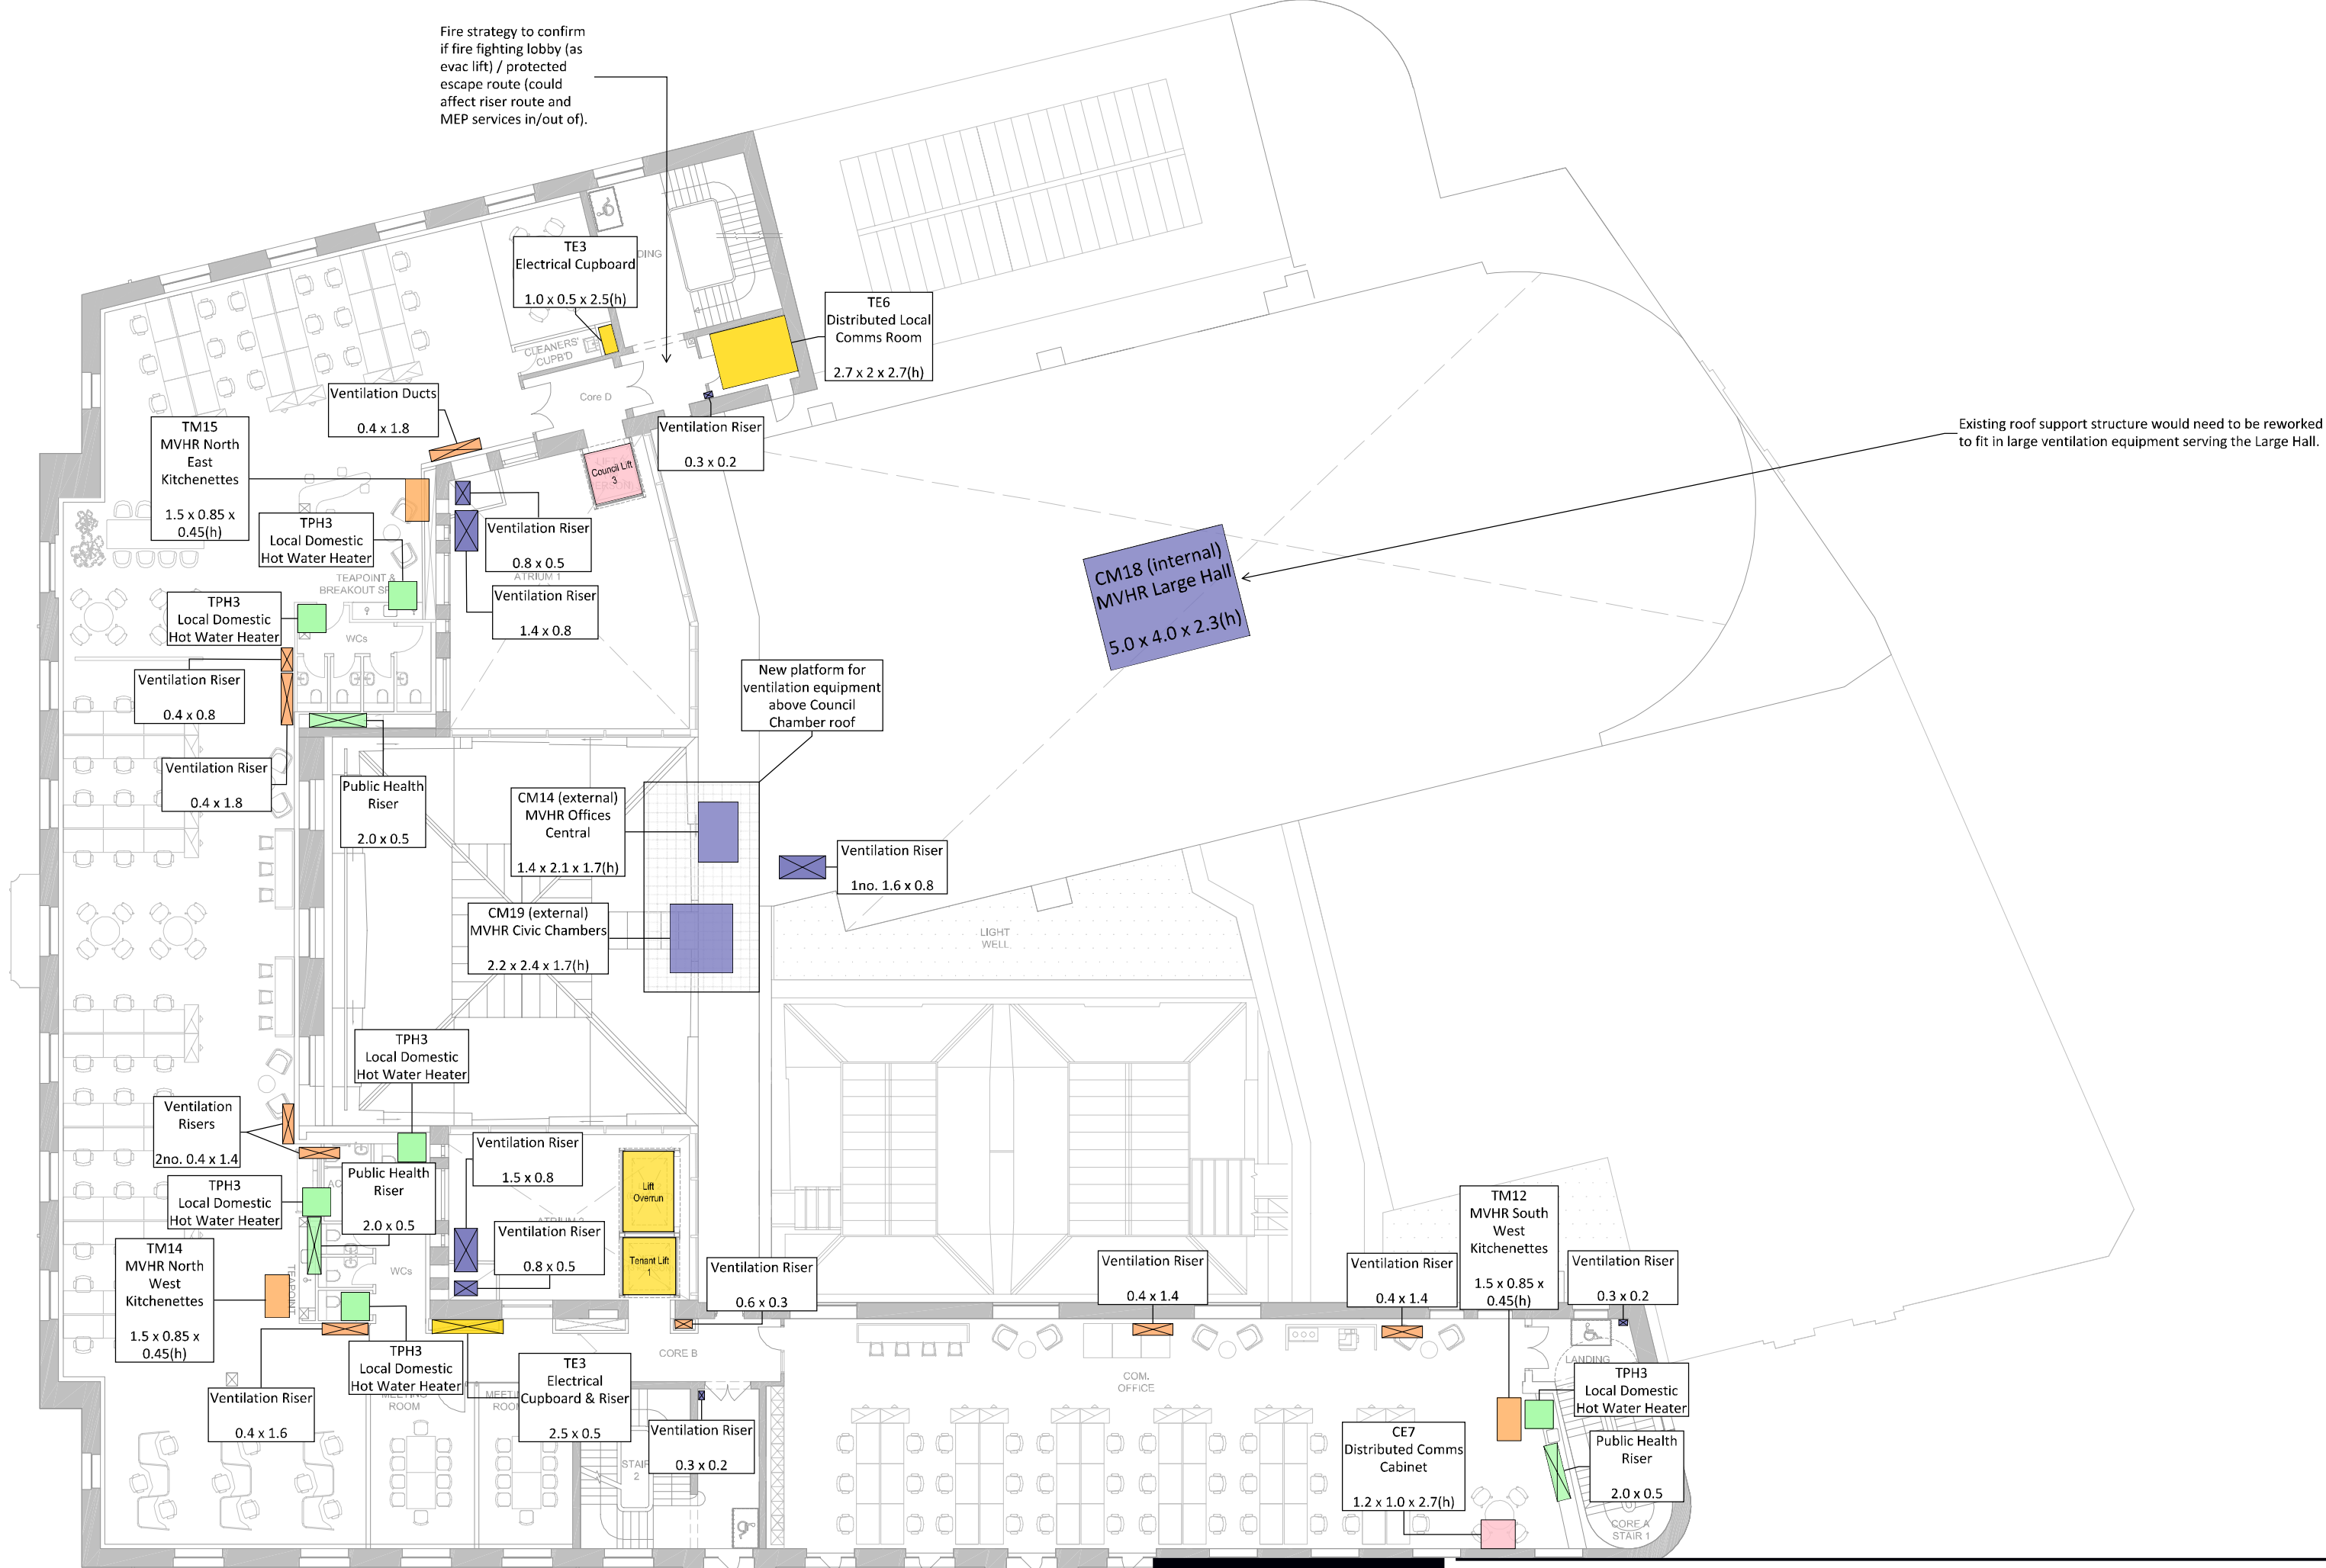 Fire strategy to confirm
if fire fighting lobby (as
evac lift) / protected
escape route (could
affect riser route and
MEP services in/out of).
TE3
Electrical Cupboard
1.0 x 0.5 x 2.5(h)
DING
TE6
Distributed Local
Comms Room
2.7 x 2 x 2.7(h)
CLEANERS'
CUPB'D
Core D
Ventilation Ducts
0.4 x 1.8
Ventilation Riser
0.3 x 0.2
Existing roof support structure would need to be reworked
to fit in large ventilation equipment serving the Large Hall.
TM15
MVHR North
East
Kitchenettes
1.5 x 0.85 x
0.45(h)
Council Lift
3
TPH3
Local Domestic
Hot Water Heater
Ventilation Riser
0.8 x 0.5
ATRIUM 1
CM18 (internal)
MVHR Large Hall
5.0 x 4.0 x 2.3(h)
TEAPOINT &
BREAKOUT SP
Ventilation Riser
1.4 x 0.8
TPH3
Local Domestic
Hot Water Heater
WCs
Ventilation Riser
0.4 x 0.8
New platform for
ventilation equipment
above Council
Chamber roof
Ventilation Riser
0.4 x 1.8
Public Health
Riser
2.0 x 0.5
CM14 (external)
MVHR Offices
Central
1.4 x 2.1 x 1.7(h)
Ventilation Riser
1no. 1.6 x 0.8
CM19 (external)
MVHR Civic Chambers
2.2 x 2.4 x 1.7(h)
LIGHT
WELL
TPH3
Local Domestic
Hot Water Heater
Ventilation
Risers
2no. 0.4 x 1.4
Ventilation Riser
1.5 x 0.8
Public Health
Riser
2.0 x 0.5
AC
TPH3
Local Domestic
Hot Water Heater
Lift
Overrun
Ventilation Riser
0.8 x 0.5
Tenant Lift
1
TM14
MVHR North
West
Kitchenettes
1.5 x 0.85 x
0.45(h)
TEAPOINT
WCs
Ventilation Riser
0.6 x 0.3
Ventilation Riser
0.4 x 1.4
Ventilation Riser
0.4 x 1.4
TM12
MVHR South
West
Kitchenettes
1.5 x 0.85 x
0.45(h)
Ventilation Riser
0.3 x 0.2
TPH3
Local Domestic
Hot Water Heater
CORE B
TE3
Electrical
Cupboard & Riser
2.5 x 0.5
Ventilation Riser
0.4 x 1.6
ROOM
MEETI
ROO
COM.
OFFICE
LANDING
TPH3
Local Domestic
Hot Water Heater
Ventilation Riser
0.3 x 0.2
STAIR
2
CE7
Distributed Comms
Cabinet
1.2 x 1.0 x 2.7(h)
Public Health
Riser
2.0 x 0.5
CORE A
STAIR 1